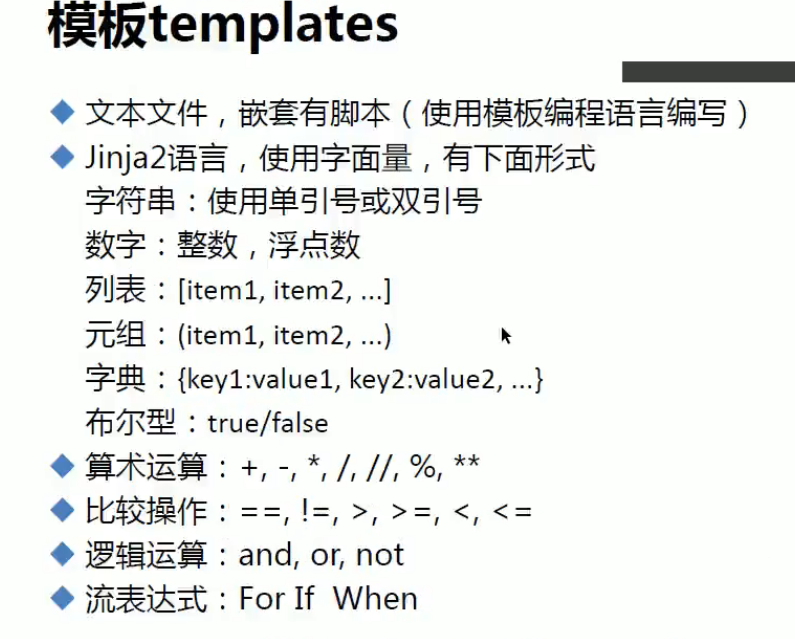 模板templates
文本文件，嵌套有脚本（使用模板编程语言编写）
Jinja2语言，使用字面量，有下面形式
字符串：使用单引号或双引号
数字：整数，浮点数
列表：[item1, item2, ...]
元组：(item1, item2, ...)
字典：{key1:value1, key2:value2, ...}
布尔型：true/false
算术运算：+, -, *, /, //, %, **
比较操作：==, !=, >, >=, <, <=
逻辑运算：and, or, not
流表达式：For If When